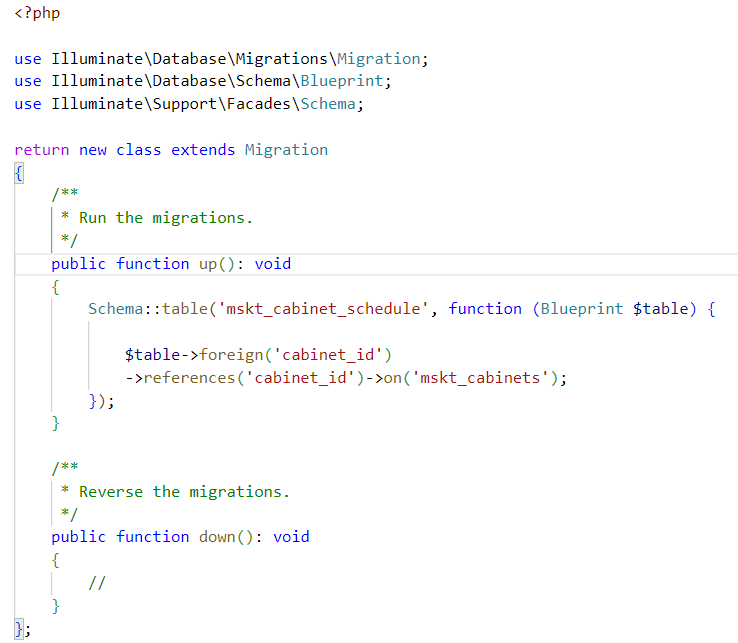 <?php
use Illuminate\Database\Migrations\Migration;
use Illuminate\Database\Schema\Blueprint;
use Illuminate\Support\Facades\Schema;
return new class extends Migration
{
/**
* Run the migrations.
*/
public function up(): void
{
Schema::table('mskt_cabinet_schedule', function (Blueprint $table) {
$table->foreign('cabinet_id')
->references('cabinet_id')->on('mskt_cabinets');
});
}
/**
* Reverse the migrations.
*/
public function down(): void
{
//
}
};